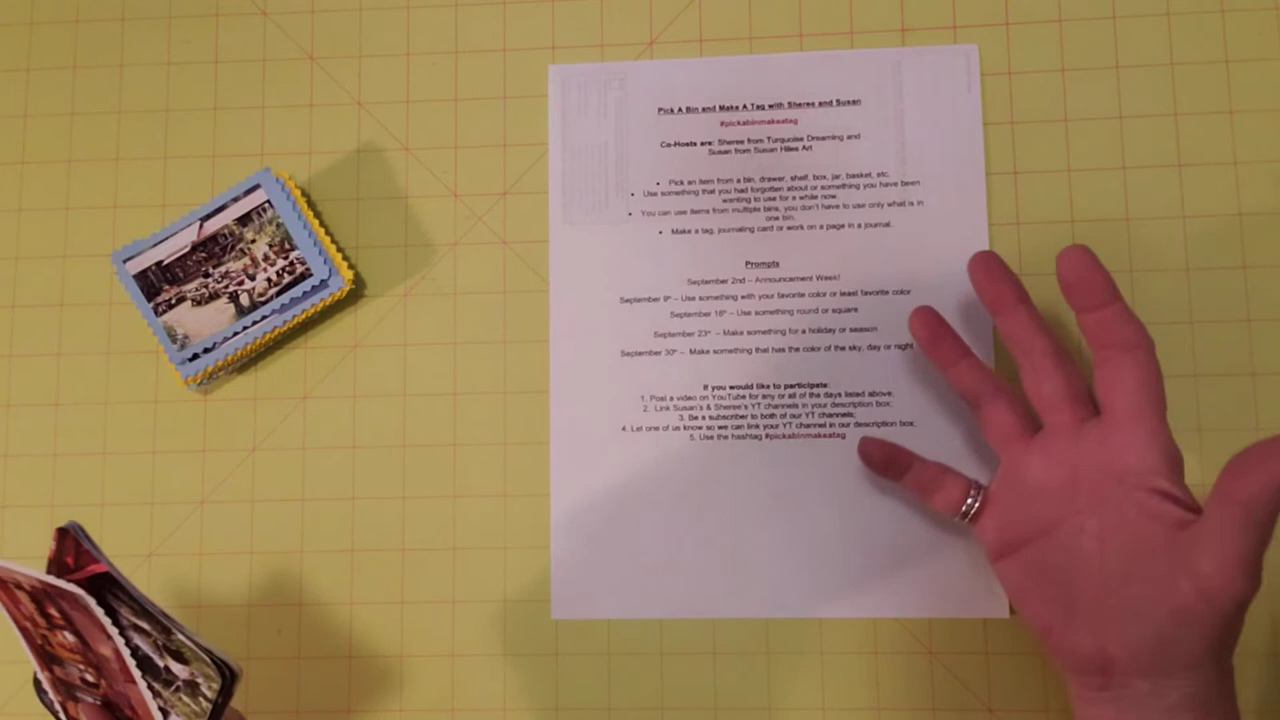 Pick A Bin and Make A Tag with Sheree and Susan
#pickabinmakeatag
Co-Hosts are: Sheree from Turquoise Dreaming and
Susan from Susan Hiles Art
• Pick an item from a bin, drawer, shelf, box, jar, basket, etc.
• Use something that you had forgotten about or something you have been
wanting to use for a while now.
• You can use items from multiple bins, you don't have to use only what is in
one bin.
• Make a tag, journaling card or work on a page in a journal.
Prompts
September 2nd – Announcement Week!
September 9th – Use something with your favorite color or least favorite color
September 16th – Use something round or square
September 23rd – Make something for a holiday or season
September 30th – Make something that has the color of the sky, day or night
If you would like to participate:
1. Post a video on YouTube for any or all of the days listed above;
2. Link Susan's & Sheree's YT channels in your description box;
3. Be a subscriber to both of our YT channels;
4. Let one of us know so we can link your YT channel in our description box;
5. Use the hashtag #pickabinmakeatag